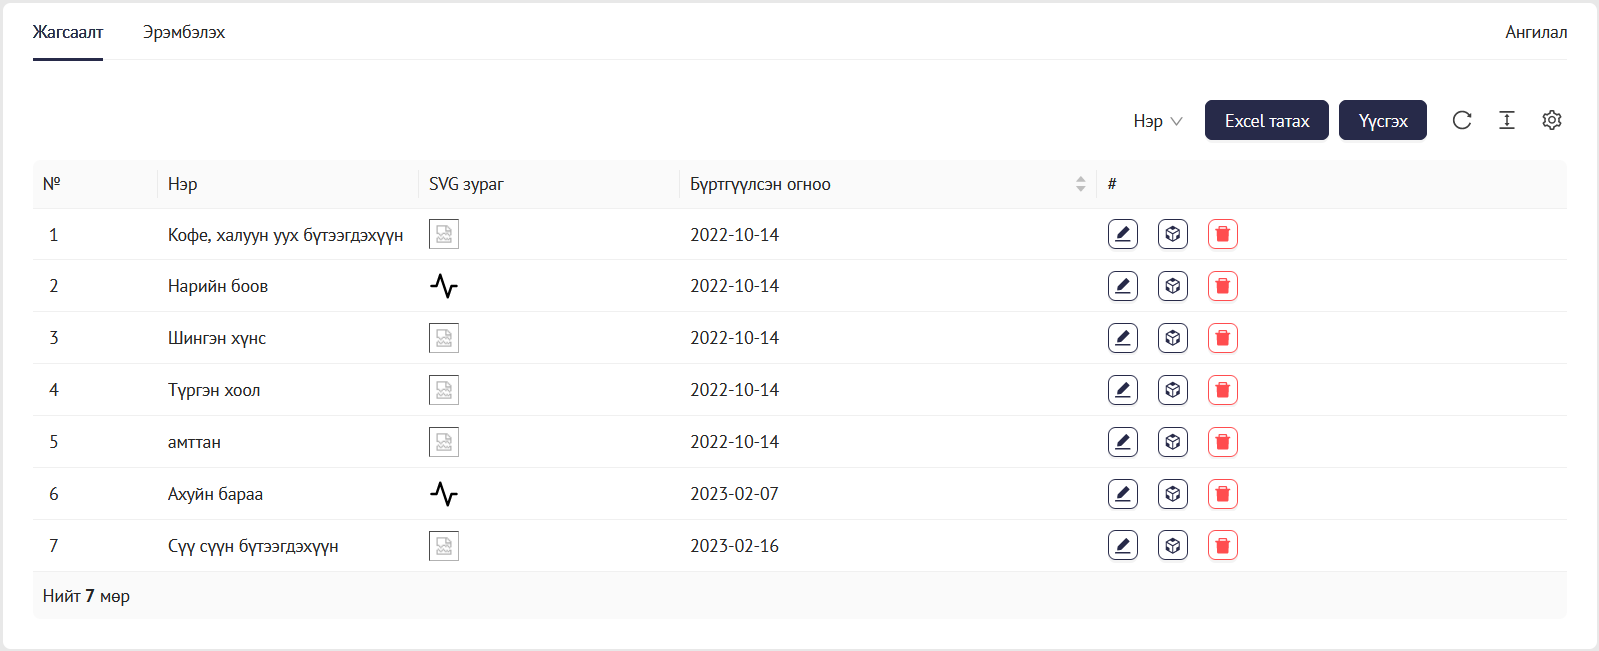 Жагсаалт Эрэмбэлэх Ангилал
Нэр Excel татах Үүсгэх
№ Нэр SVG зураг Бүртгүүлсэн огноо #
1 Кофе, халуун уух бүтээгдэхүүн 2022-10-14
2 Нарийн боов 2022-10-14
3 Шингэн хүнс 2022-10-14
4 Түргэн хоол 2022-10-14
5 амттан 2022-10-14
6 Ахуйн бараа 2023-02-07
7 Сүү сүүн бүтээгдэхүүн 2023-02-16
Нийт 7 мөр